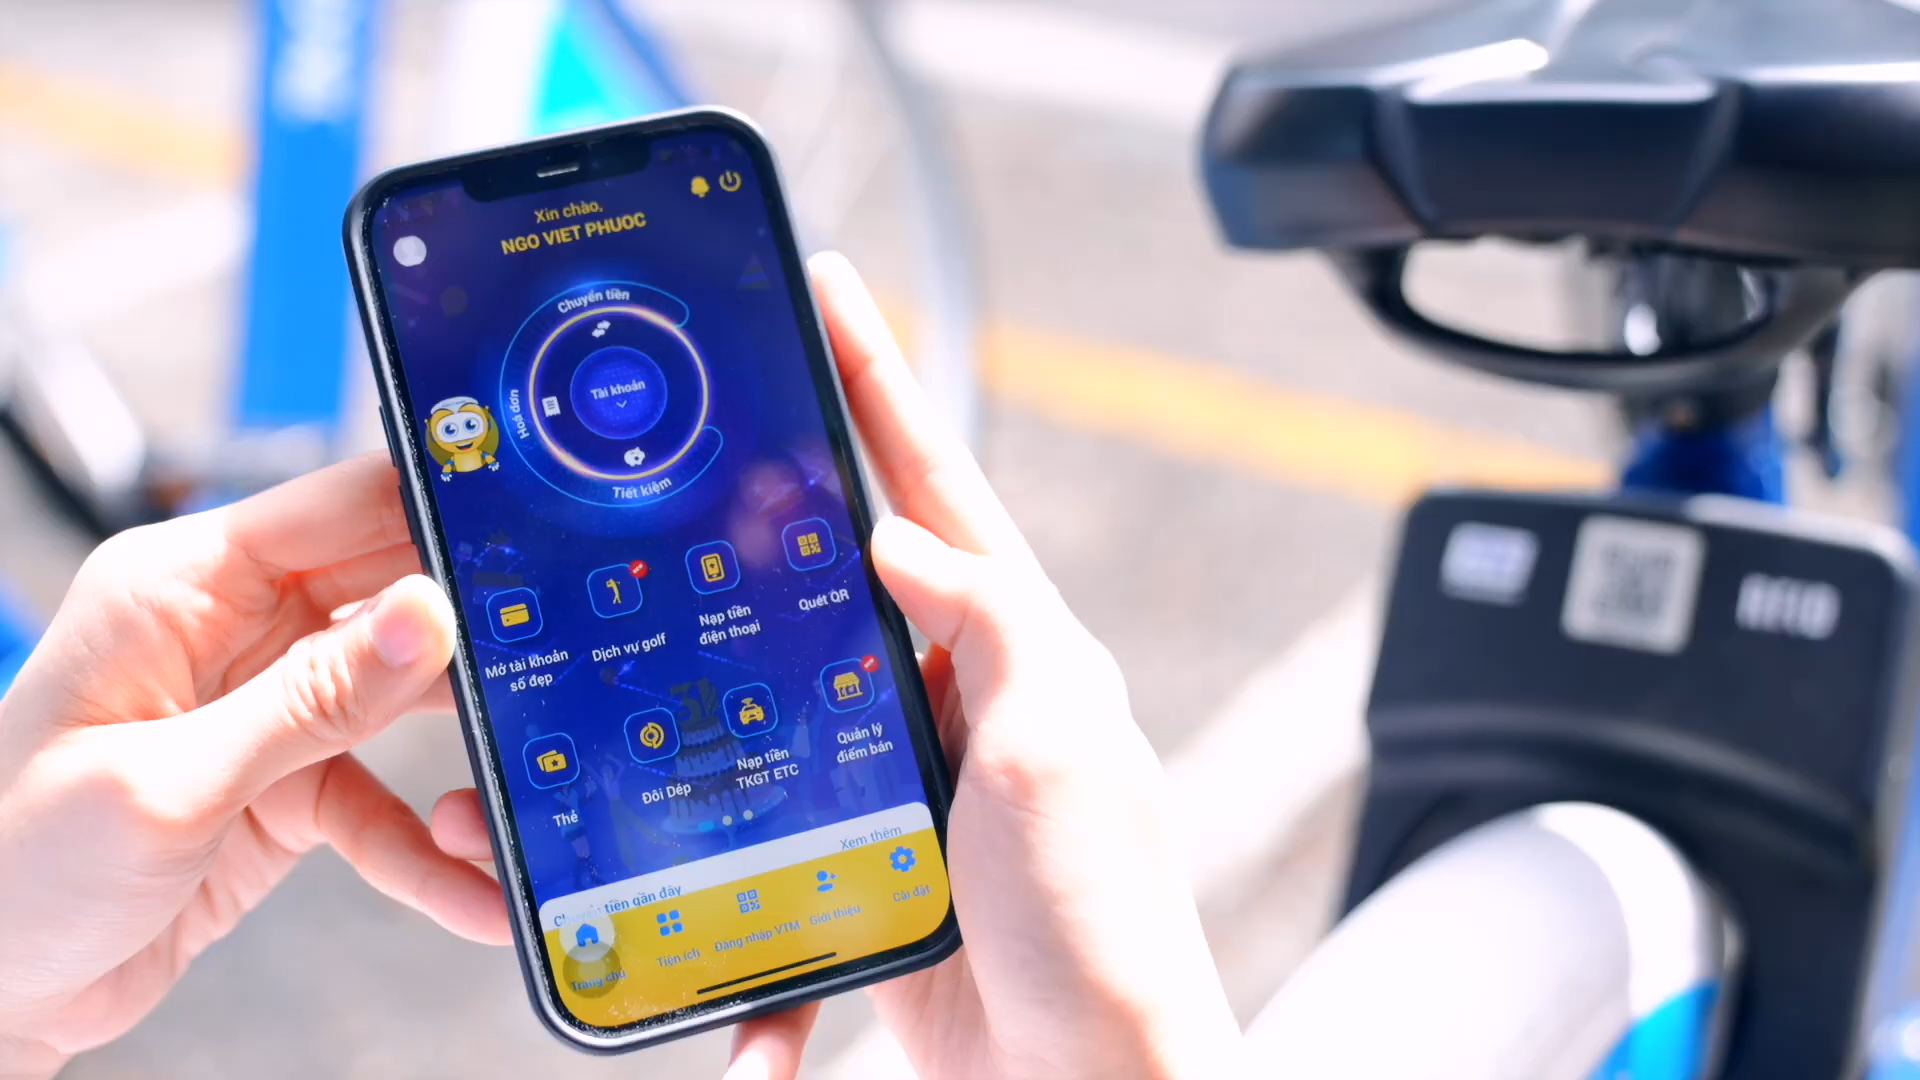 Xin chào,
NGO VIET PHUOC
Chuyển tiền
Tài khoản
Hoá đơn
Tiết kiệm
Mở tài khoản
số đẹp
Dịch vụ golf
Nạp tiền
điện thoại
Quét QR
Thẻ
Đôi Dép
Nạp tiền
TKGT ETC
Quản lý
điểm bán
Xem thêm
Chuyển tiền gần đây
Trang chủ
Tiện ích
Đăng nhập VTM
Giới thiệu
Cài đặt